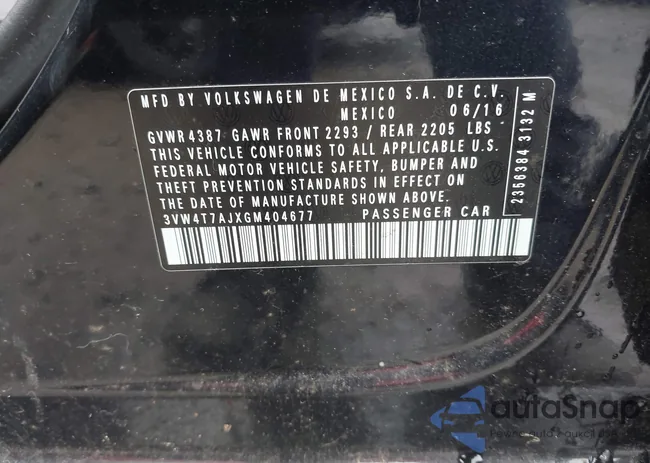 MFD BY VOLKSWAGEN DE MEXICO S.A. DE C.V.
MEXICO 06/16
GVWR 4387 GAWR FRONT 2293 / REAR 2205 LBS
THIS VEHICLE CONFORMS TO ALL APPLICABLE U.S.
FEDERAL MOTOR VEHICLE SAFETY, BUMPER AND
THEFT PREVENTION STANDARDS IN EFFECT ON
THE DATE OF MANUFACTURE SHOWN ABOVE.
3VW4T7AJXGM404677 PASSENGER CAR
2356384 3132 M
autoSnap